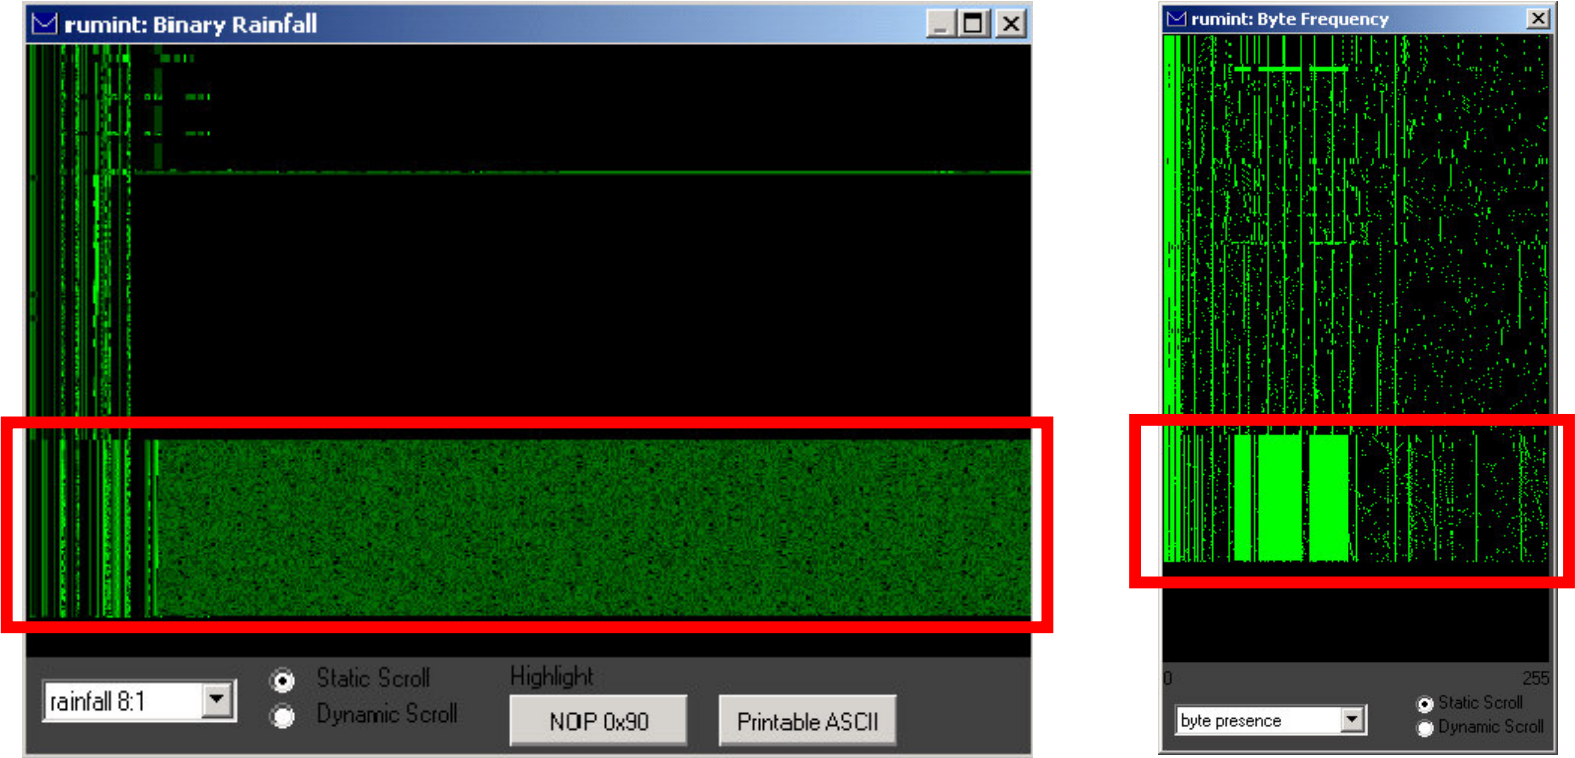 rumint: Binary Rainfall
rainfall 8:1
Static Scroll
Dynamic Scroll
Highlight
NOP 0x90
Printable ASCII
rumint: Byte Frequency
0
255
byte presence
Static Scroll
Dynamic Scroll